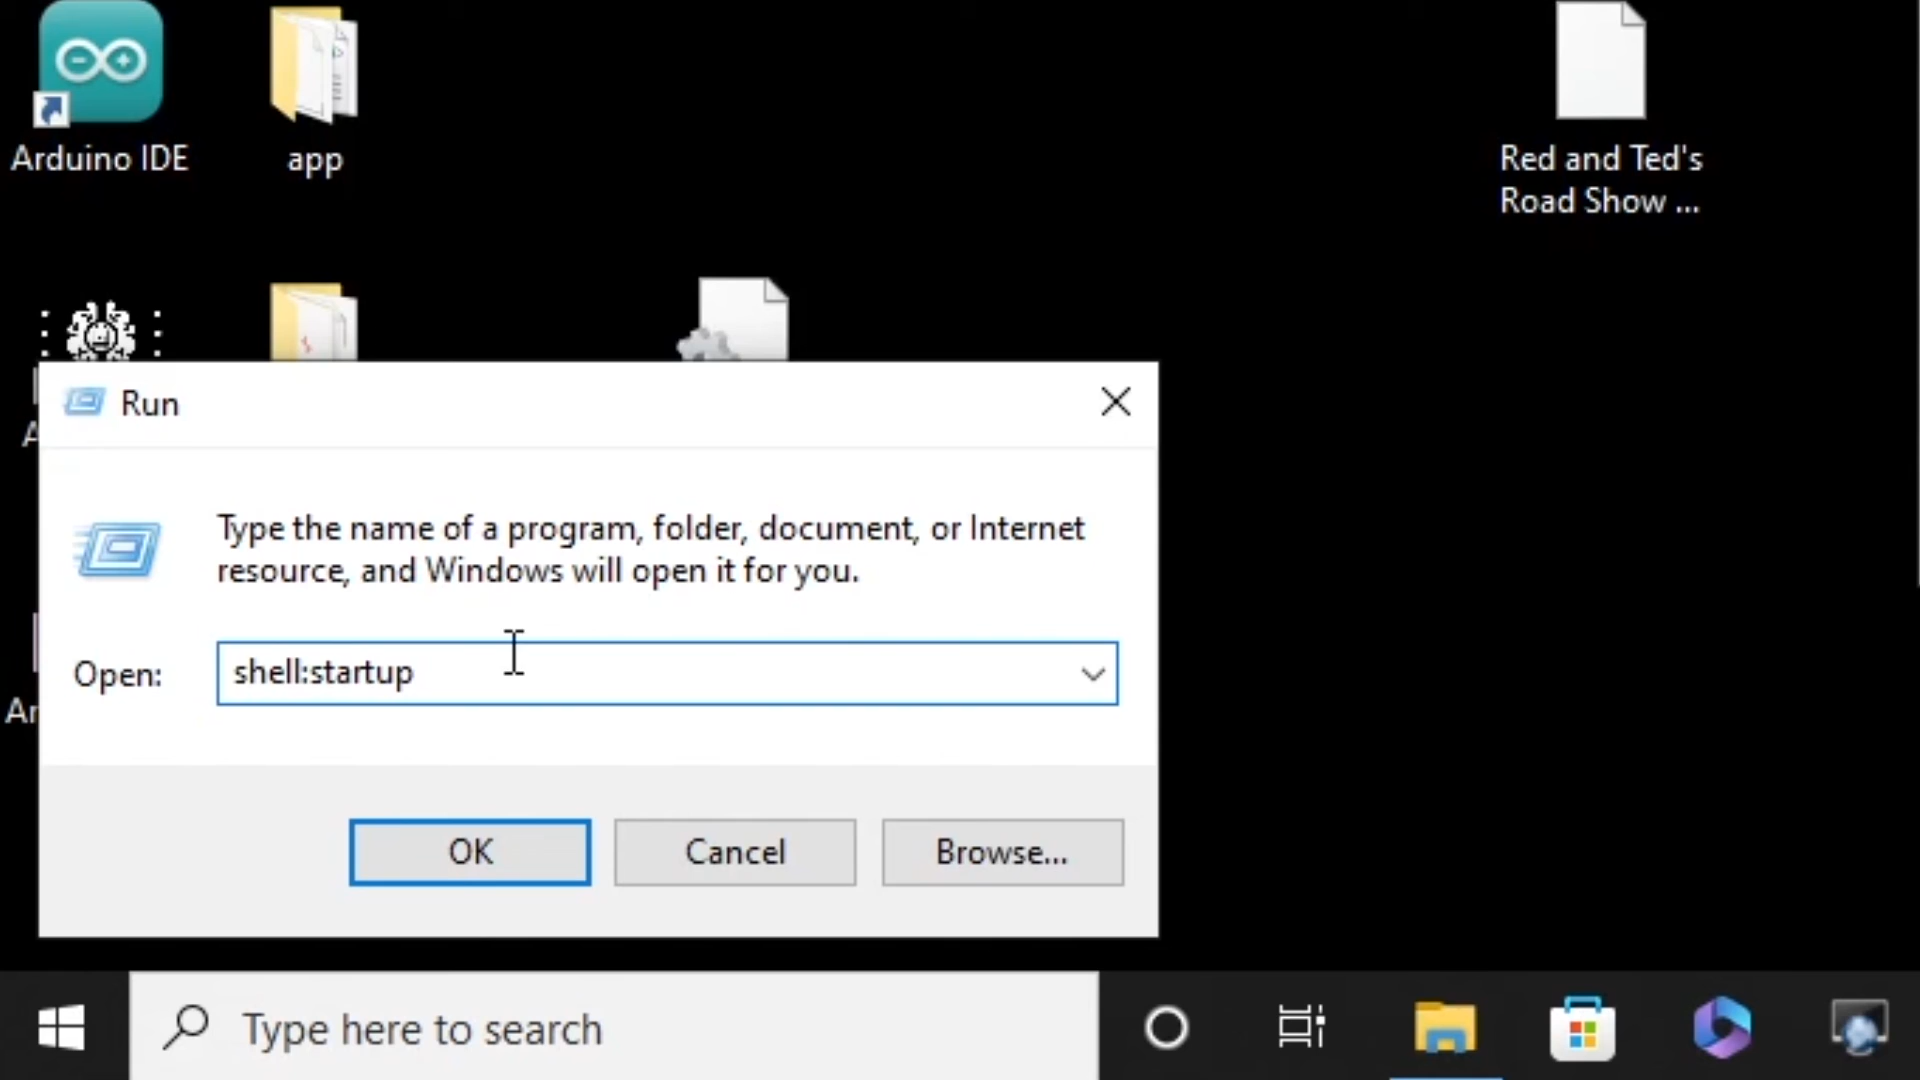 Arduino IDE
app
Red and Ted's
Road Show ...
Run
Type the name of a program, folder, document, or Internet
resource, and Windows will open it for you.
Open:
shell:startup
OK
Cancel
Browse...
Type here to search